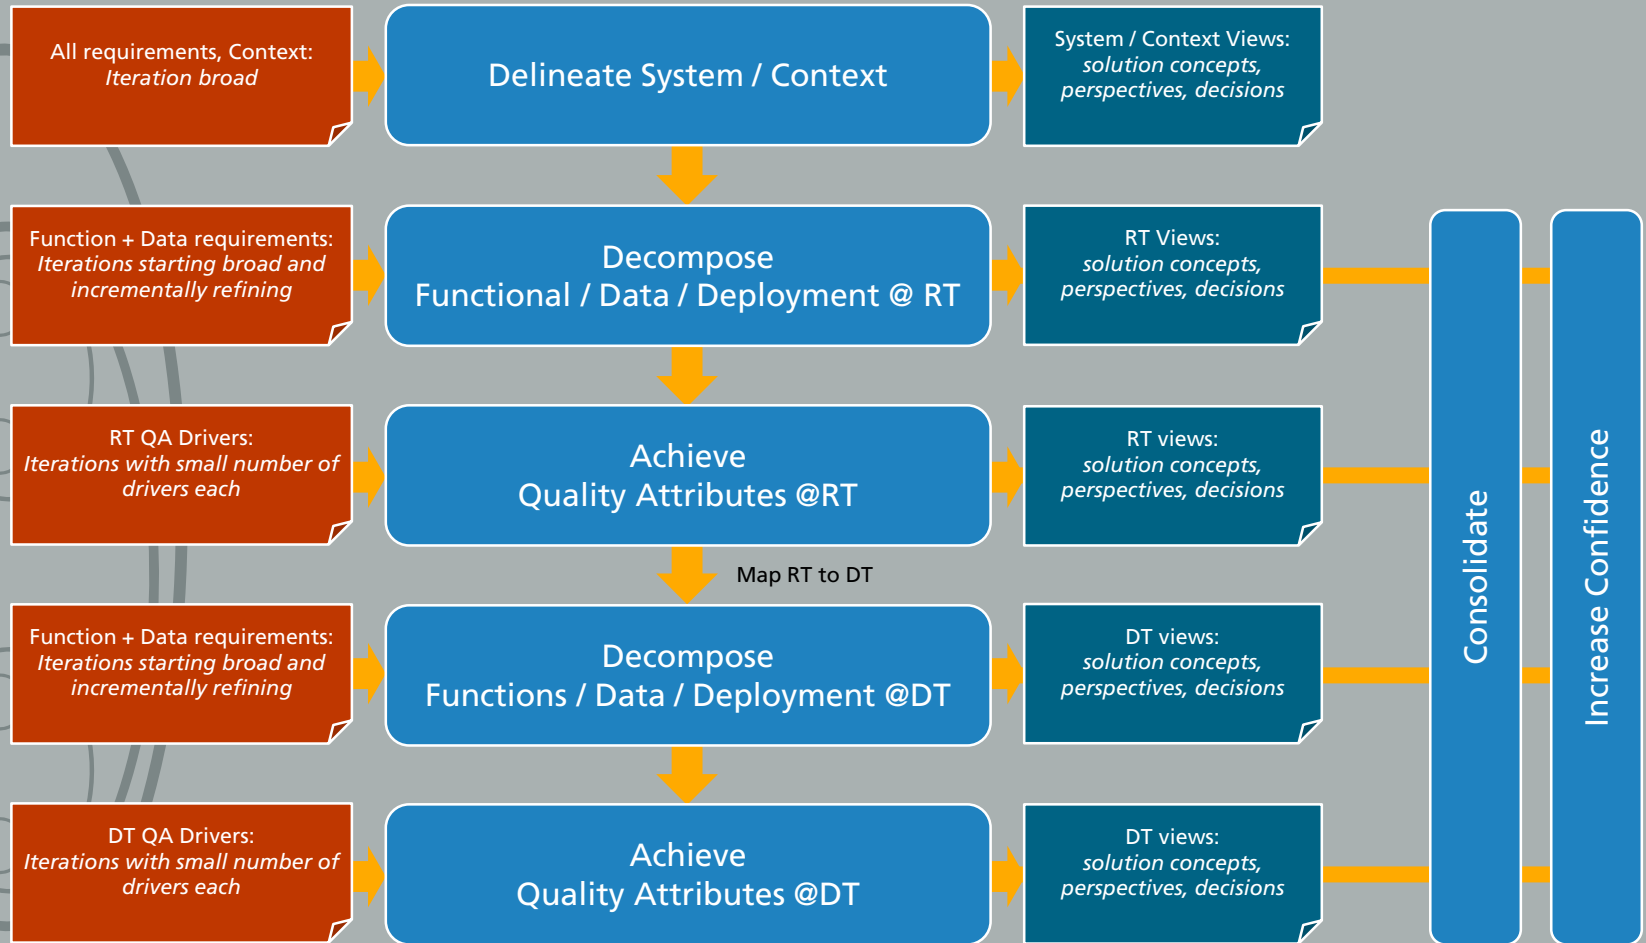 All requirements, Context:
Iteration broad
Delineate System / Context
System / Context Views:
solution concepts,
perspectives, decisions
Function + Data requirements:
Iterations starting broad and
incrementally refining
Decompose
Functional / Data / Deployment @ RT
RT Views:
solution concepts,
perspectives, decisions
RT QA Drivers:
Iterations with small number of
drivers each
Achieve
Quality Attributes @RT
RT views:
solution concepts,
perspectives, decisions
Map RT to DT
Function + Data requirements:
Iterations starting broad and
incrementally refining
Decompose
Functions / Data / Deployment @DT
DT views:
solution concepts,
perspectives, decisions
DT QA Drivers:
Iterations with small number of
drivers each
Achieve
Quality Attributes @DT
DT views:
solution concepts,
perspectives, decisions
Consolidate
Increase Confidence